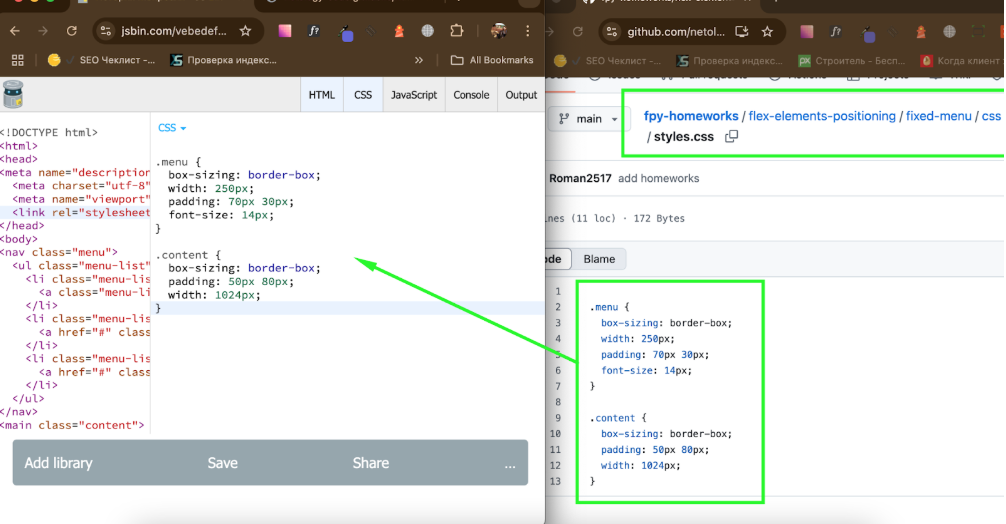 jsbin.com/vebedef...
SEO Чеклист -...
Проверка индекс...
»
All Bookmarks
HTML
CSS
JavaScript
Console
Output
<!DOCTYPE html>
<html>
<head>
<meta name="description
<meta charset="utf-8"
<meta name="viewport"
<link rel="stylesheet
</head>
<body>
<nav class="menu">
<ul class="menu-list"
<li class="menu-lis
<a class="menu-li
</li>
<li class="menu-lis
<a href="#" class
</li>
<li class="menu-lis
<a href="#" class
</li>
</ul>
</nav>
<main class="content">
CSS
.menu {
box-sizing: border-box;
width: 250px;
padding: 70px 30px;
font-size: 14px;
}
.content {
box-sizing: border-box;
padding: 50px 80px;
width: 1024px;
}
Add library
Save
Share
...
github.com/netol...
SEO Чеклист -...
Проверка индекс...
Строитель - Бесп...
Когда клиент
main
fpy-homeworks / flex-elements-positioning / fixed-menu / css
/ styles.css
Roman2517 add homeworks
ines (11 loc) · 172 Bytes
ode
Blame
1
2 .menu {
3 box-sizing: border-box;
4 width: 250px;
5 padding: 70px 30px;
6 font-size: 14px;
7 }
8
9 .content {
10 box-sizing: border-box;
11 padding: 50px 80px;
12 width: 1024px;
13 }